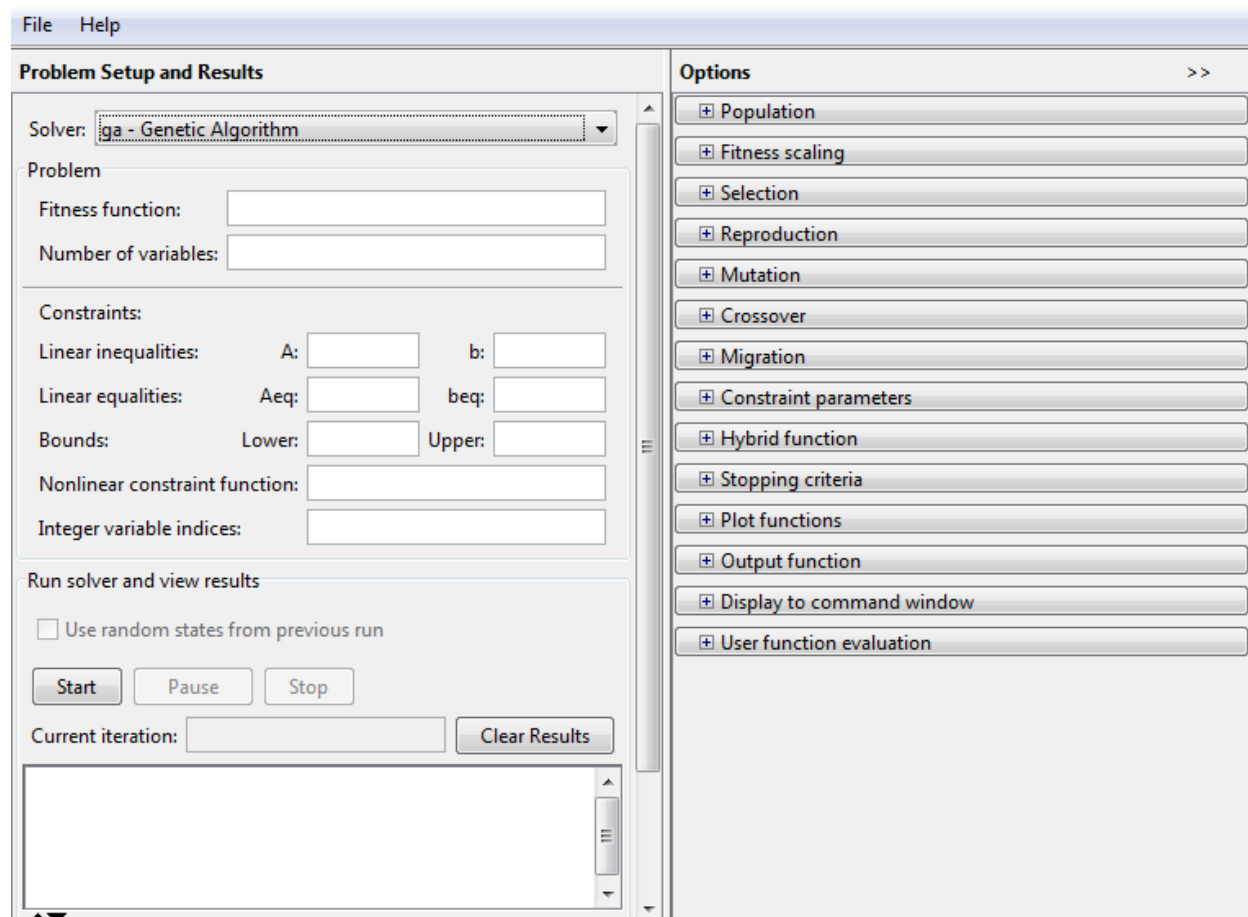 File Help
Problem Setup and Results
Solver: ga - Genetic Algorithm
Problem
Fitness function:
Number of variables:
Constraints:
Linear inequalities: A: b:
Linear equalities: Aeq: beq:
Bounds: Lower: Upper:
Nonlinear constraint function:
Integer variable indices:
Run solver and view results
Use random states from previous run
Start Pause Stop
Current iteration: Clear Results
Options >>
Population
Fitness scaling
Selection
Reproduction
Mutation
Crossover
Migration
Constraint parameters
Hybrid function
Stopping criteria
Plot functions
Output function
Display to command window
User function evaluation